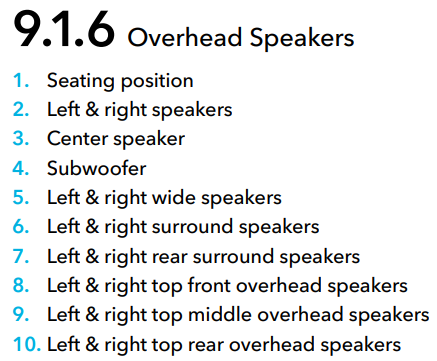 9.1.6 Overhead Speakers
1. Seating position
2. Left & right speakers
3. Center speaker
4. Subwoofer
5. Left & right wide speakers
6. Left & right surround speakers
7. Left & right rear surround speakers
8. Left & right top front overhead speakers
9. Left & right top middle overhead speakers
10. Left & right top rear overhead speakers